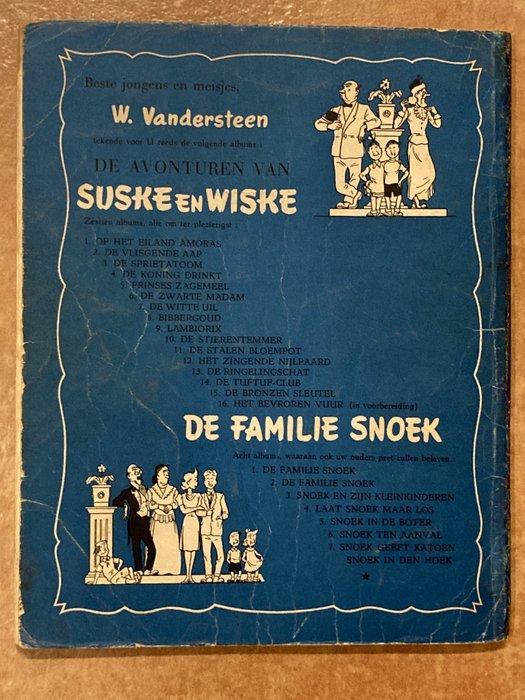 Beste jongens en meisjes,
W. Vandersteen
tekende voor U reeds de volgende albums :
DE AVONTUREN VAN
SUSKE EN WISKE
Zestien albums, alle om ter plezierigst :
1. OP HET EILAND AMORAS
2. DE VLIEGENDE AAP
3. DE SPRIETATOOM
4. DE KONING DRINKT
5. PRINSES ZAGEMEEL
6. DE ZWARTE MADAM
7. DE WITTE UIL
8. BIBBERGOUD
9. LAMBIORIX
10. DE STIERENTEMMER
11. DE STALEN BLOEMPOT
12. HET ZINGENDE NIJLPAARD
13. DE RINGELINGSCHAT
14. DE TUFTUF-CLUB
15. DE BRONZEN SLEUTEL
16. HET BEVROREN VUUR (in voorbereiding)
DE FAMILIE SNOEK
Acht albums, waaraan ook uw ouders pret zullen beleven :
1. DE FAMILIE SNOEK
2. DE FAMILIE SNOEK
3. SNOEK EN ZIJN KLEINKINDEREN
4. LAAT SNOEK MAAR LOS
5. SNOEK IN DE BOTER
6. SNOEK TEN AANVAL
7. SNOEK GEEFT KATOEN
SNOEK IN DEN HOEK